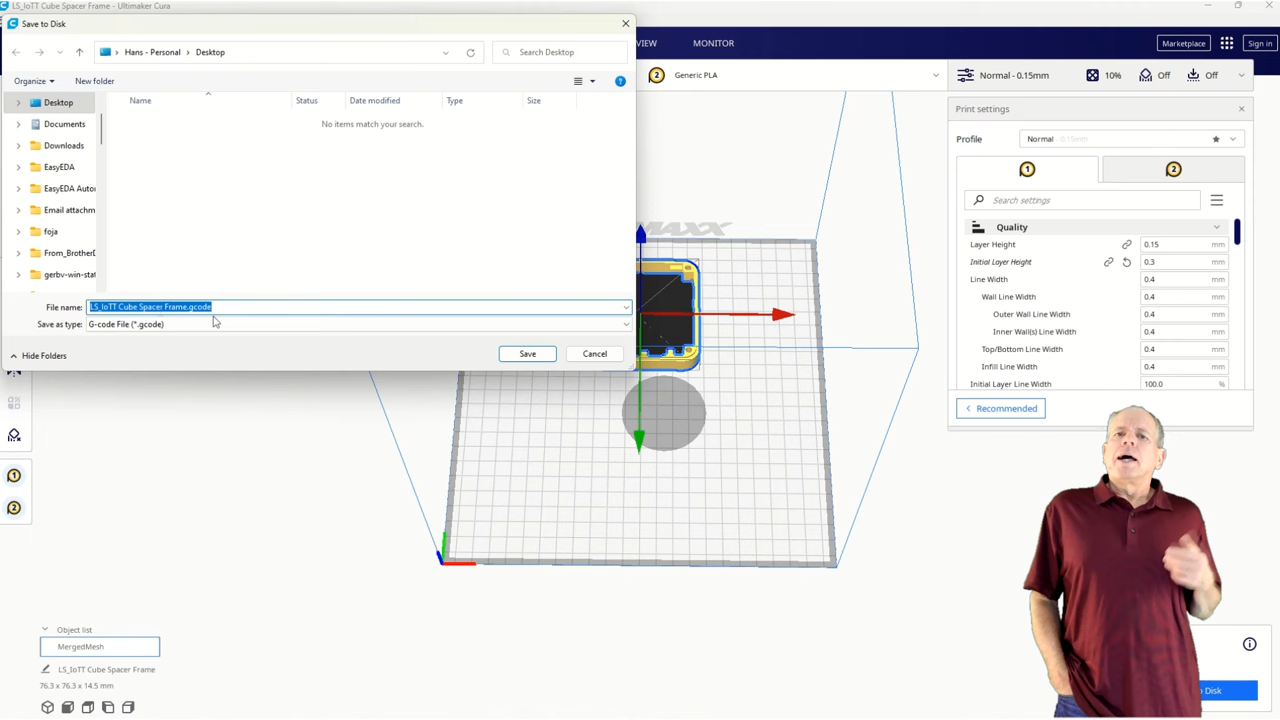 LS_IoTT Cube Spacer Frame - Ultimaker Cura
Save to Disk
Hans - Personal
Desktop
Search Desktop
Organize
New folder
Name
Status
Date modified
Type
Size
No items match your search.
Desktop
Documents
Downloads
EasyEDA
EasyEDA Autor
Email attachm
foja
From_BrotherD
gerbv-win-stat
File name:
LS_IoTT Cube Spacer Frame.gcode
Save as type:
G-code File (*.gcode)
Hide Folders
Save
Cancel
VIEW
MONITOR
Marketplace
Sign in
2
Generic PLA
Normal - 0.15mm
10%
Off
Off
Print settings
Profile
Normal 0.15mm
1
2
Search settings
Quality
Layer Height
0.15 mm
Initial Layer Height
0.3 mm
Line Width
0.4 mm
Wall Line Width
0.4 mm
Outer Wall Line Width
0.4 mm
Inner Wall(s) Line Width
0.4 mm
Top/Bottom Line Width
0.4 mm
Infill Line Width
0.4 mm
Initial Layer Line Width
100.0 %
Recommended
1
2
Object list
MergedMesh
LS_IoTT Cube Spacer Frame
76.3 x 76.3 x 14.5 mm
Disk